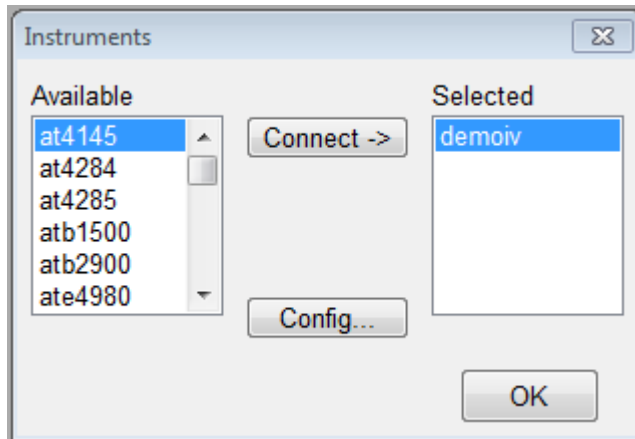 Instruments
Available
Selected
at4145
at4284
at4285
atb1500
atb2900
ate4980
Connect ->
Config...
demoiv
OK